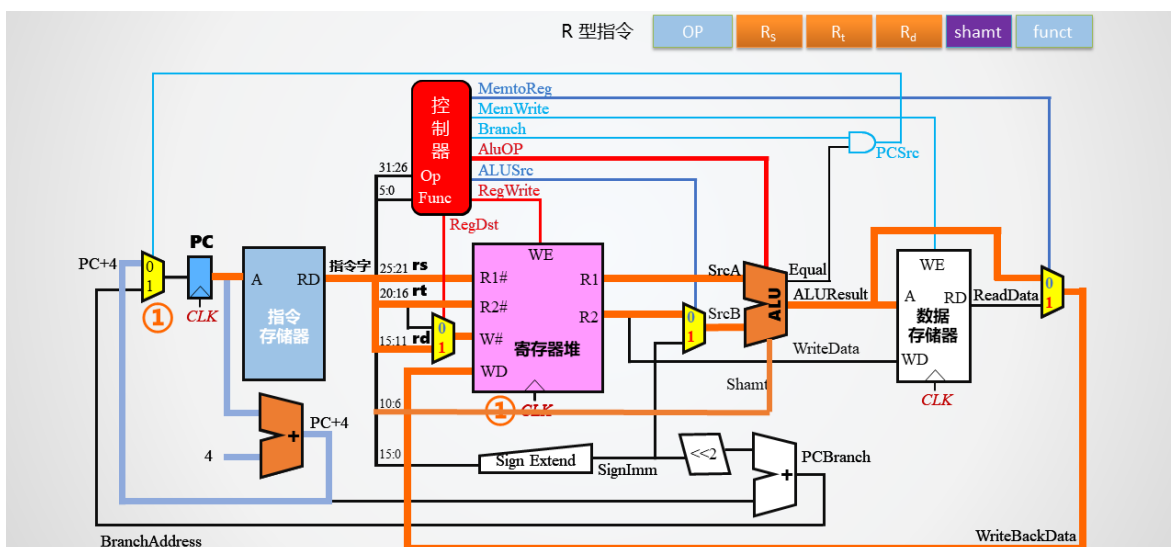 R 型指令
OP
Rs
Rt
Rd
shamt
funct
控制器
Op
Func
MemtoReg
MemWrite
Branch
AluOP
ALUSrc
RegWrite
RegDst
PCSrc
31:26
5:0
PC+4
0
1
①
PC
CLK
A
RD
指令
存储器
指令字
25:21 rs
20:16 rt
15:11 rd
0
1
WE
R1#
R2#
W#
WD
R1
R2
寄存器堆
①
CLK
0
1
SrcA
SrcB
ALU
Equal
ALUResult
WriteData
Shamt
WE
A
RD
数据
存储器
WD
CLK
ReadData
0
1
10:6
4
+
PC+4
15:0
Sign Extend
SignImm
<<2
+
PCBranch
BranchAddress
WriteBackData